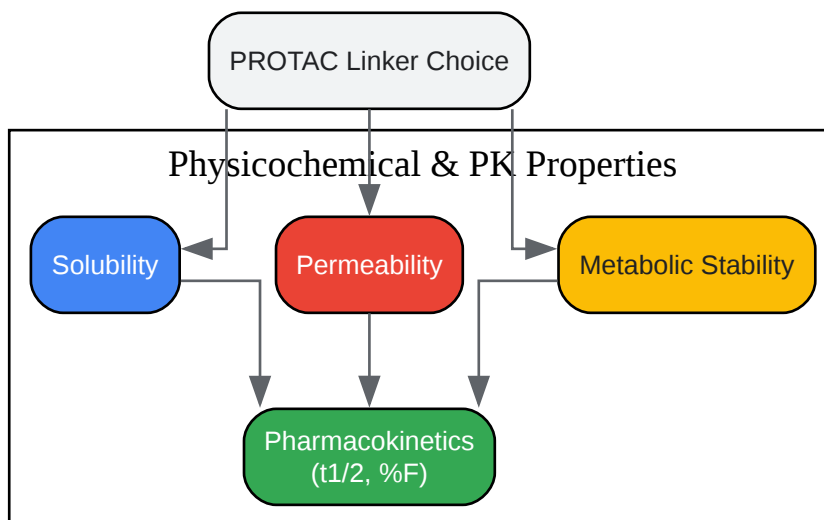 PROTAC Linker Choice
Physicochemical & PK Properties
Solubility
Permeability
Metabolic Stability
Pharmacokinetics
(t1/2, %F)